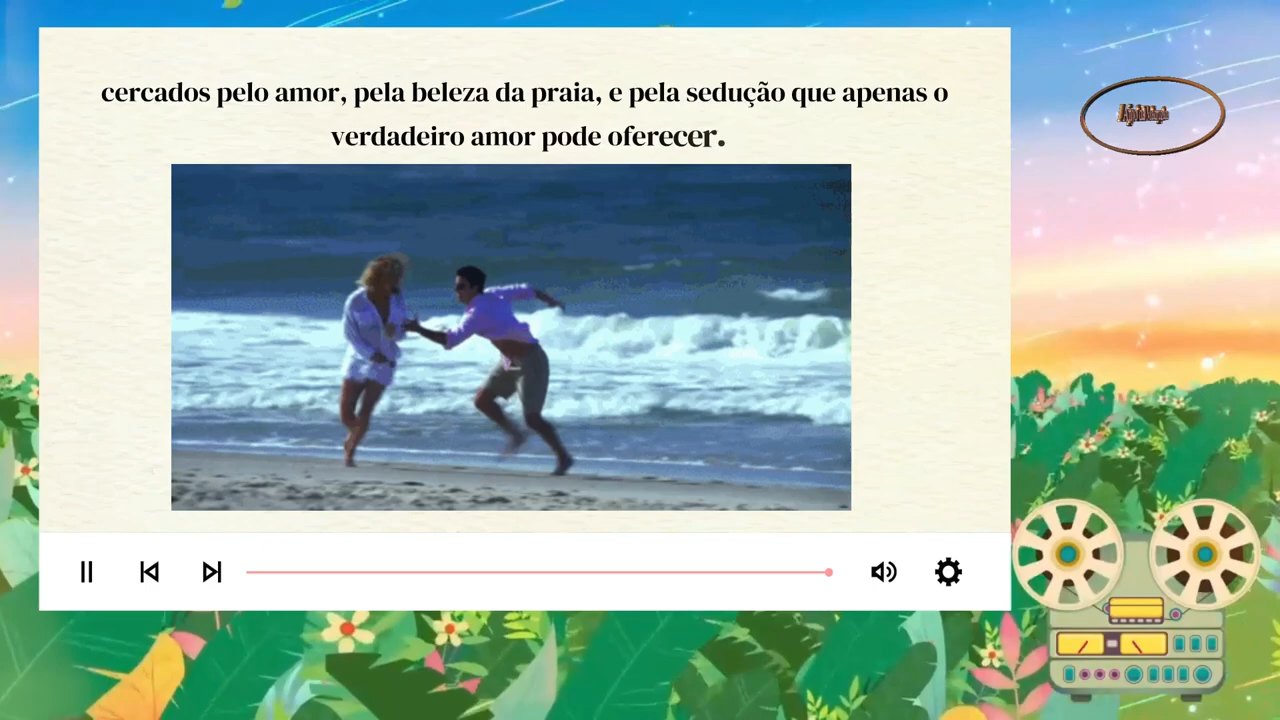 cercados pelo amor, pela beleza da praia, e pela sedução que apenas o
verdadeiro amor pode oferecer.